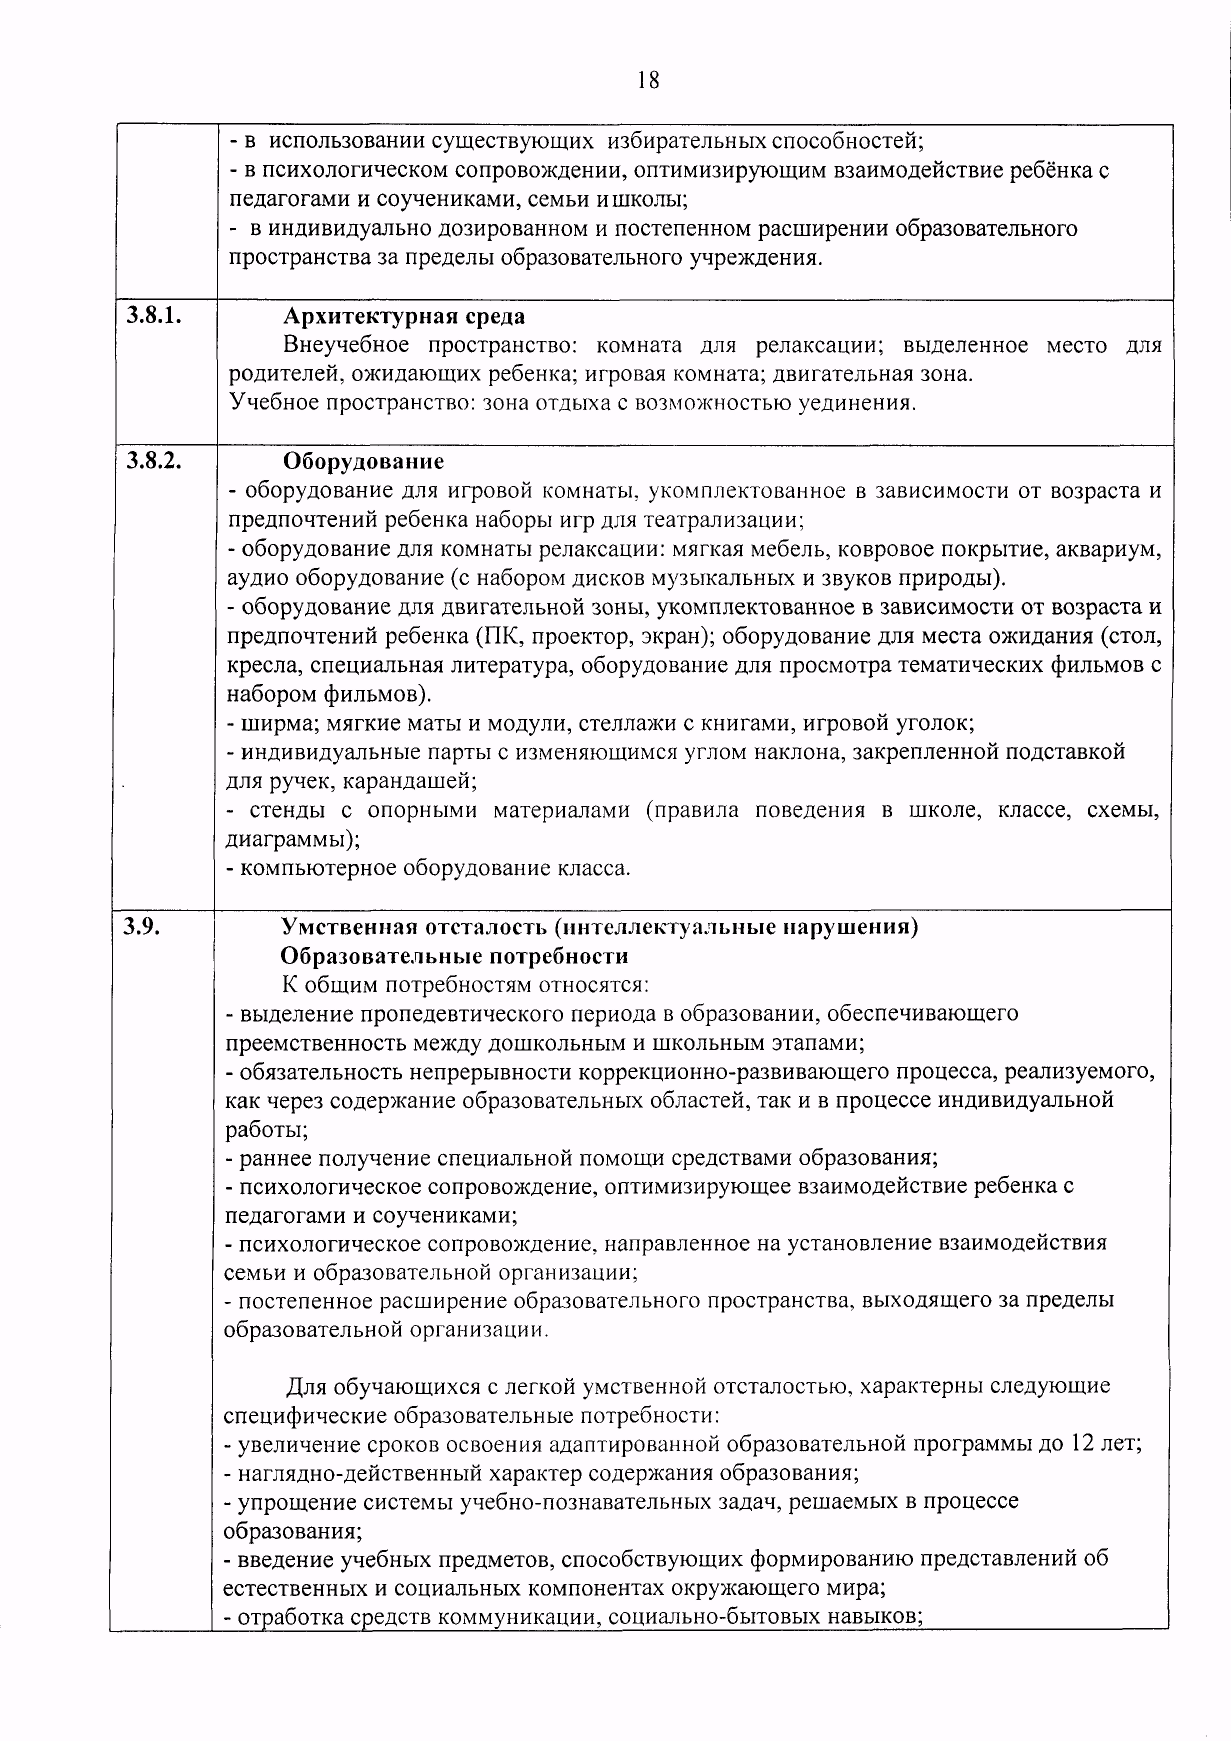 18
- в использовании существующих избирательных способностей;
- в психологическом сопровождении, оптимизирующим взаимодействие ребёнка с
педагогами и соучениками, семьи и школы;
- в индивидуально дозированном и постепенном расширении образовательного
пространства за пределы образовательного учреждения.
3.8.1. Архитектурная среда
Внеучебное пространство: комната для релаксации; выделенное место для
родителей, ожидающих ребенка; игровая комната; двигательная зона.
Учебное пространство: зона отдыха с возможностью уединения.
3.8.2. Оборудование
- оборудование для игровой комнаты, укомплектованное в зависимости от возраста и
предпочтений ребенка наборы игр для театрализации;
- оборудование для комнаты релаксации: мягкая мебель, ковровое покрытие, аквариум,
аудио оборудование (с набором дисков музыкальных и звуков природы).
- оборудование для двигательной зоны, укомплектованное в зависимости от возраста и
предпочтений ребенка (ПК, проектор, экран); оборудование для места ожидания (стол,
кресла, специальная литература, оборудование для просмотра тематических фильмов с
набором фильмов).
- ширма; мягкие маты и модули, стеллажи с книгами, игровой уголок;
- индивидуальные парты с изменяющимся углом наклона, закрепленной подставкой
для ручек, карандашей;
- стенды с опорными материалами (правила поведения в школе, классе, схемы,
диаграммы);
- компьютерное оборудование класса.
3.9. Умственная отсталость (интеллектуальные нарушения)
Образовательные потребности
К общим потребностям относятся:
- выделение пропедевтического периода в образовании, обеспечивающего
преемственность между дошкольным и школьным этапами;
- обязательность непрерывности коррекционно-развивающего процесса, реализуемого,
как через содержание образовательных областей, так и в процессе индивидуальной
работы;
- раннее получение специальной помощи средствами образования;
- психологическое сопровождение, оптимизирующее взаимодействие ребенка с
педагогами и соучениками;
- психологическое сопровождение, направленное на установление взаимодействия
семьи и образовательной организации;
- постепенное расширение образовательного пространства, выходящего за пределы
образовательной организации.
Для обучающихся с легкой умственной отсталостью, характерны следующие
специфические образовательные потребности:
- увеличение сроков освоения адаптированной образовательной программы до 12 лет;
- наглядно-действенный характер содержания образования;
- упрощение системы учебно-познавательных задач, решаемых в процессе
образования;
- введение учебных предметов, способствующих формированию представлений об
естественных и социальных компонентах окружающего мира;
- отработка средств коммуникации, социально-бытовых навыков;